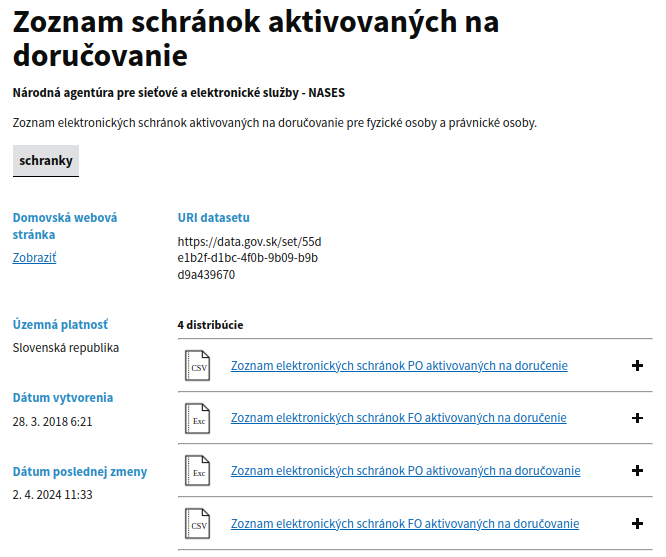 Zoznam schránok aktivovaných na
doručovanie
Národná agentúra pre sieťové a elektronické služby - NASES
Zoznam elektronických schránok aktivovaných na doručovanie pre fyzické osoby a právnické osoby.
schranky
Domovská webová
stránka
Zobraziť
URI datasetu
https://data.gov.sk/set/55d
e1b2f-d1bc-4f0b-9b09-b9b
d9a439670
Územná platnosť
Slovenská republika
Dátum vytvorenia
28. 3. 2018 6:21
Dátum poslednej zmeny
2. 4. 2024 11:33
4 distribúcie
CSV Zoznam elektronických schránok PO aktivovaných na doručenie +
Exc Zoznam elektronických schránok FO aktivovaných na doručenie +
Exc Zoznam elektronických schránok PO aktivovaných na doručovanie +
CSV Zoznam elektronických schránok FO aktivovaných na doručovanie +